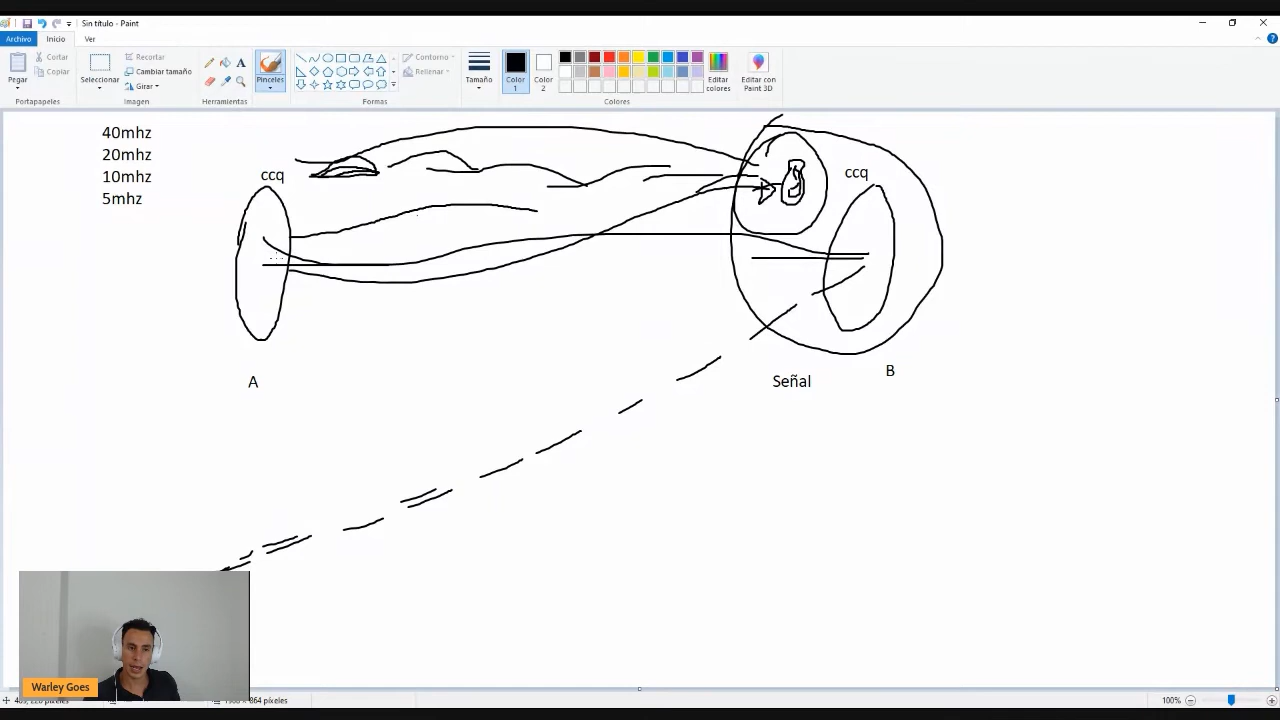 Sin título - Paint
Archivo Inicio Ver
Pegar
Cortar
Copiar
Portapapeles
Seleccionar
Recortar
Cambiar tamaño
Girar
Imagen
A
Herramientas
Pinceles
Contorno
Rellenar
Formas
Tamaño
Color 1
Color 2
Editar colores
Colores
Editar con Paint 3D
40mhz
20mhz
10mhz
5mhz
ccq
ccq
A
Señal
B
Warley Goes
100%